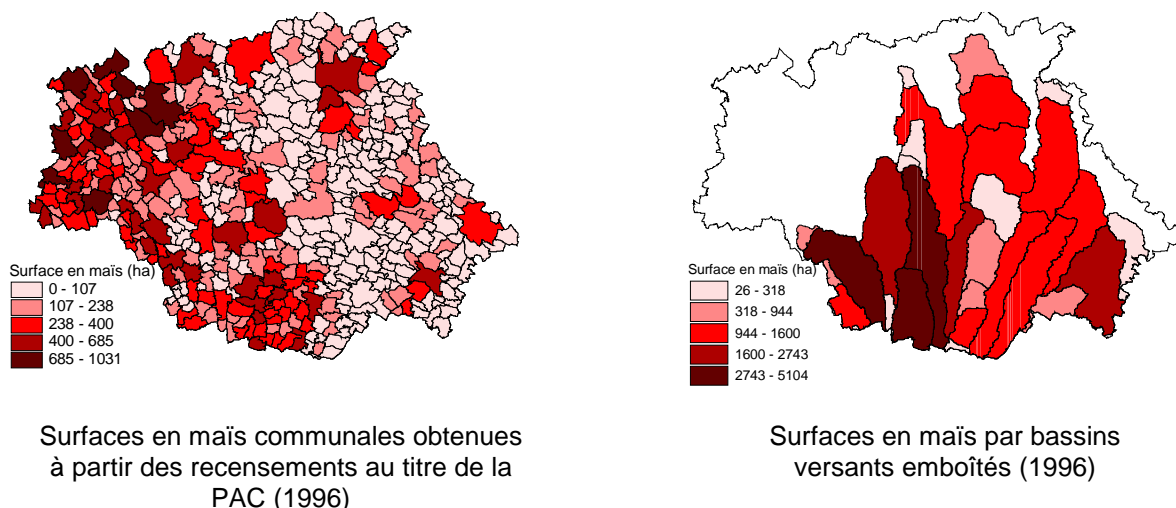 Surface en maïs (ha)
0 - 107
107 - 238
238 - 400
400 - 685
685 - 1031
Surfaces en maïs communales obtenues
à partir des recensements au titre de la
PAC (1996)
Surface en maïs (ha)
26 - 318
318 - 944
944 - 1600
1600 - 2743
2743 - 5104
Surfaces en maïs par bassins
versants emboîtés (1996)